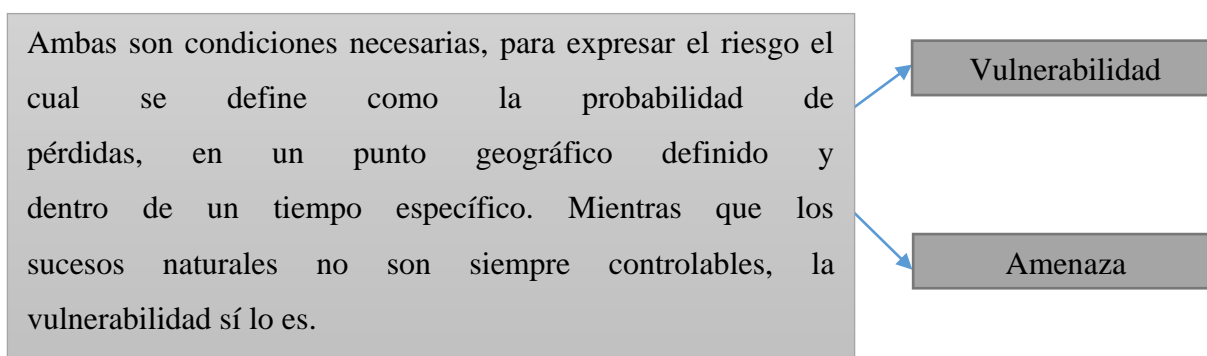 Ambas son condiciones necesarias, para expresar el riesgo el
cual se define como la probabilidad de
pérdidas, en un punto geográfico definido y
dentro de un tiempo específico. Mientras que los
sucesos naturales no son siempre controlables, la
vulnerabilidad sí lo es.
Vulnerabilidad
Amenaza